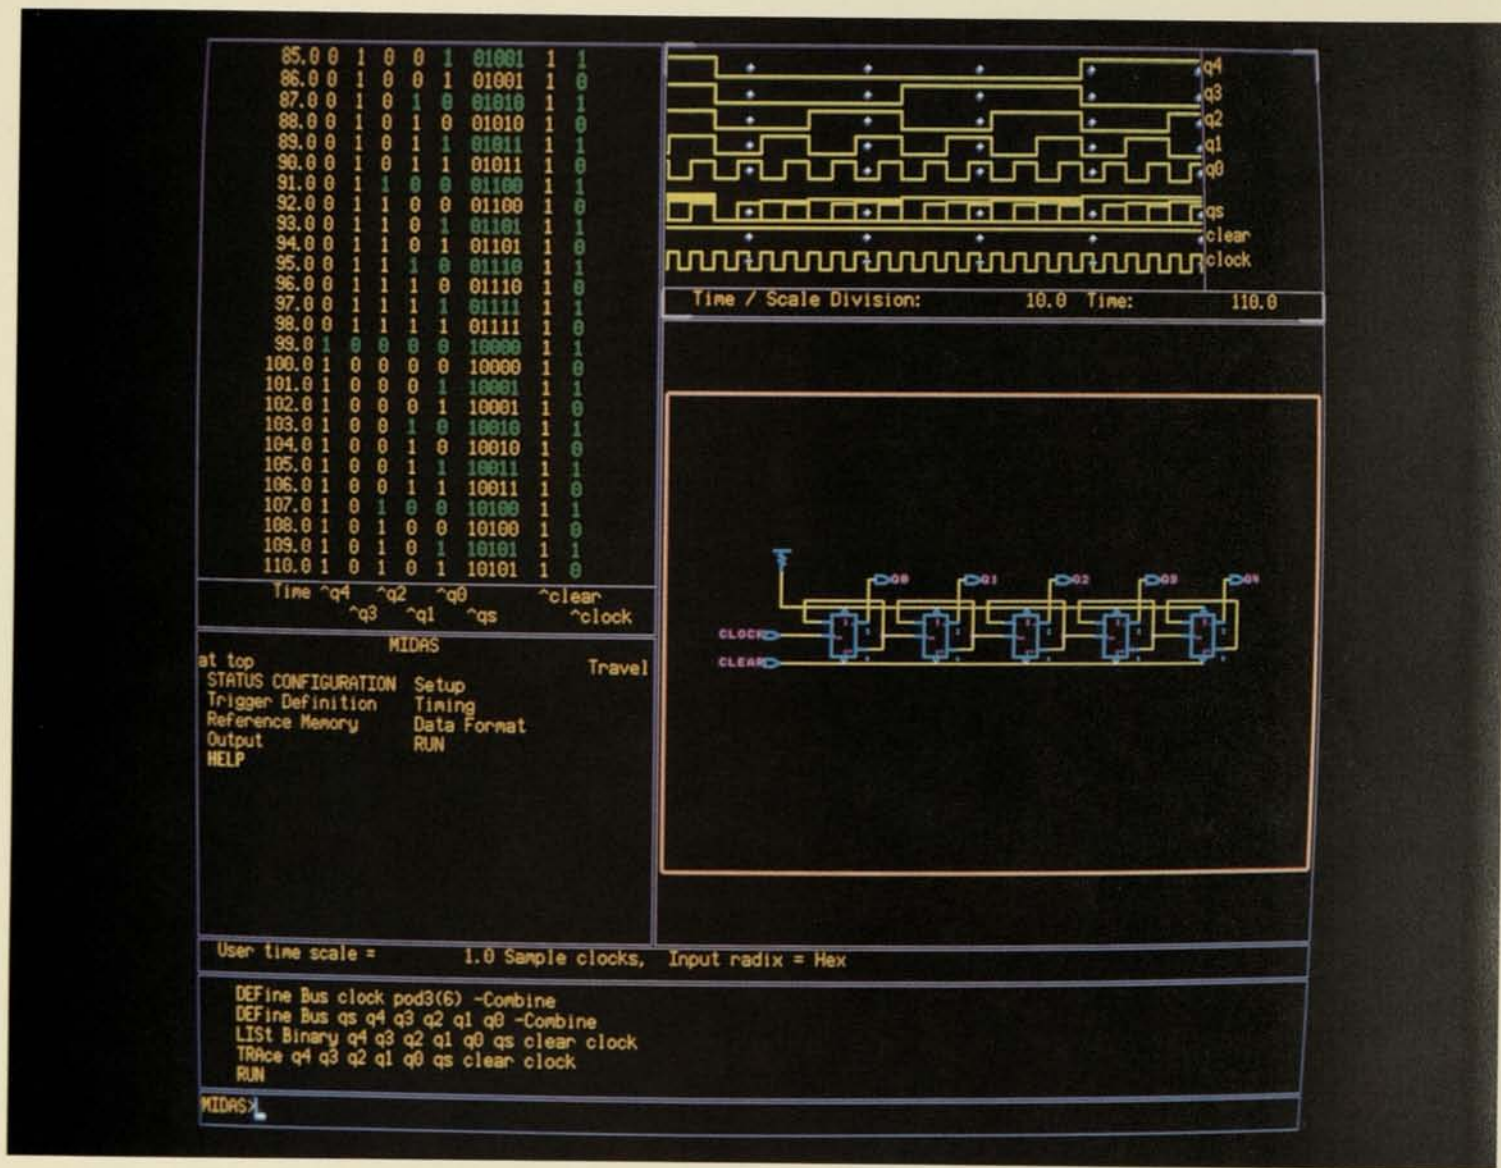 85.0 0 1 0 0 1 01001 1 1
86.0 0 1 0 0 1 01001 1 0
87.0 0 1 0 1 0 01010 1 1
88.0 0 1 0 1 0 01010 1 0
89.0 0 1 0 1 1 01011 1 1
90.0 0 1 0 1 1 01011 1 0
91.0 0 1 1 0 0 01100 1 1
92.0 0 1 1 0 0 01100 1 0
93.0 0 1 1 0 1 01101 1 1
94.0 0 1 1 0 1 01101 1 0
95.0 0 1 1 1 0 01110 1 1
96.0 0 1 1 1 0 01110 1 0
97.0 0 1 1 1 1 01111 1 1
98.0 0 1 1 1 1 01111 1 0
99.0 1 0 0 0 0 10000 1 1
100.0 1 0 0 0 0 10000 1 0
101.0 1 0 0 0 1 10001 1 1
102.0 1 0 0 0 1 10001 1 0
103.0 1 0 0 1 0 10010 1 1
104.0 1 0 0 1 0 10010 1 0
105.0 1 0 0 1 1 10011 1 1
106.0 1 0 0 1 1 10011 1 0
107.0 1 0 1 0 0 10100 1 1
108.0 1 0 1 0 0 10100 1 0
109.0 1 0 1 0 1 10101 1 1
110.0 1 0 1 0 1 10101 1 0
Time ^q4 ^q2 ^q0 ^clear
^q3 ^q1 ^qs ^clock
q4
q3
q2
q1
q0
qs
clear
clock
Time / Scale Division: 10.0 Time: 110.0
Q0 Q1 Q2 Q3 Q4
CLOCK
CLEAR
MIDAS
at top Travel
STATUS CONFIGURATION Setup
Trigger Definition Timing
Reference Memory Data Format
Output RUN
HELP
User time scale = 1.0 Sample clocks, Input radix = Hex
DEFine Bus clock pod3(6) -Combine
DEFine Bus qs q4 q3 q2 q1 q0 -Combine
LISt Binary q4 q3 q2 q1 q0 qs clear clock
TRAce q4 q3 q2 q1 q0 qs clear clock
RUN
MIDAS>